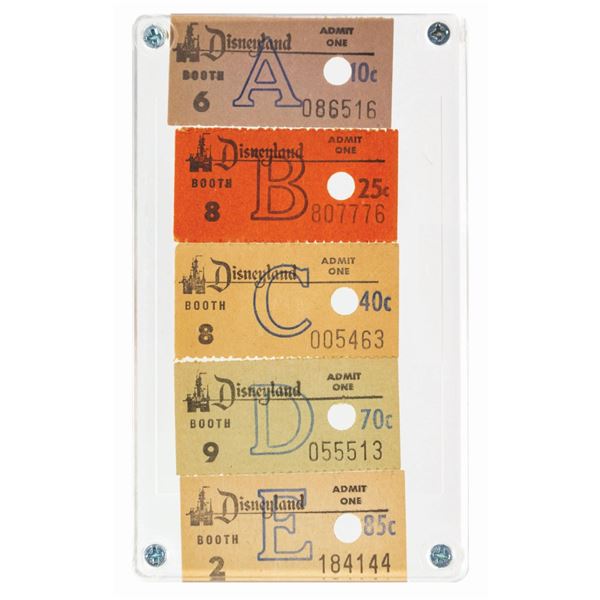 Disneyland ADMIT ONE
BOOTH A 10c
6 086516
Disneyland ADMIT ONE
BOOTH B 25c
8 807776
Disneyland ADMIT ONE
BOOTH C 40c
8 005463
Disneyland ADMIT ONE
BOOTH D 70c
9 055513
Disneyland ADMIT ONE
BOOTH E 85c
2 184144